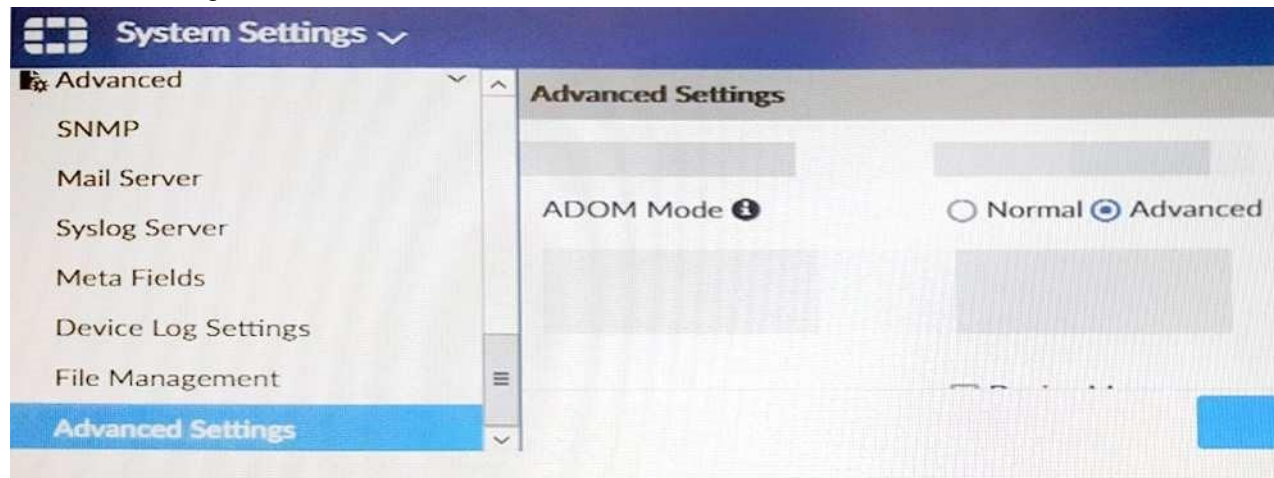 System Settings
Advanced
SNMP
Mail Server
Syslog Server
Meta Fields
Device Log Settings
File Management
Advanced Settings
Advanced Settings
ADOM Mode
Normal Advanced